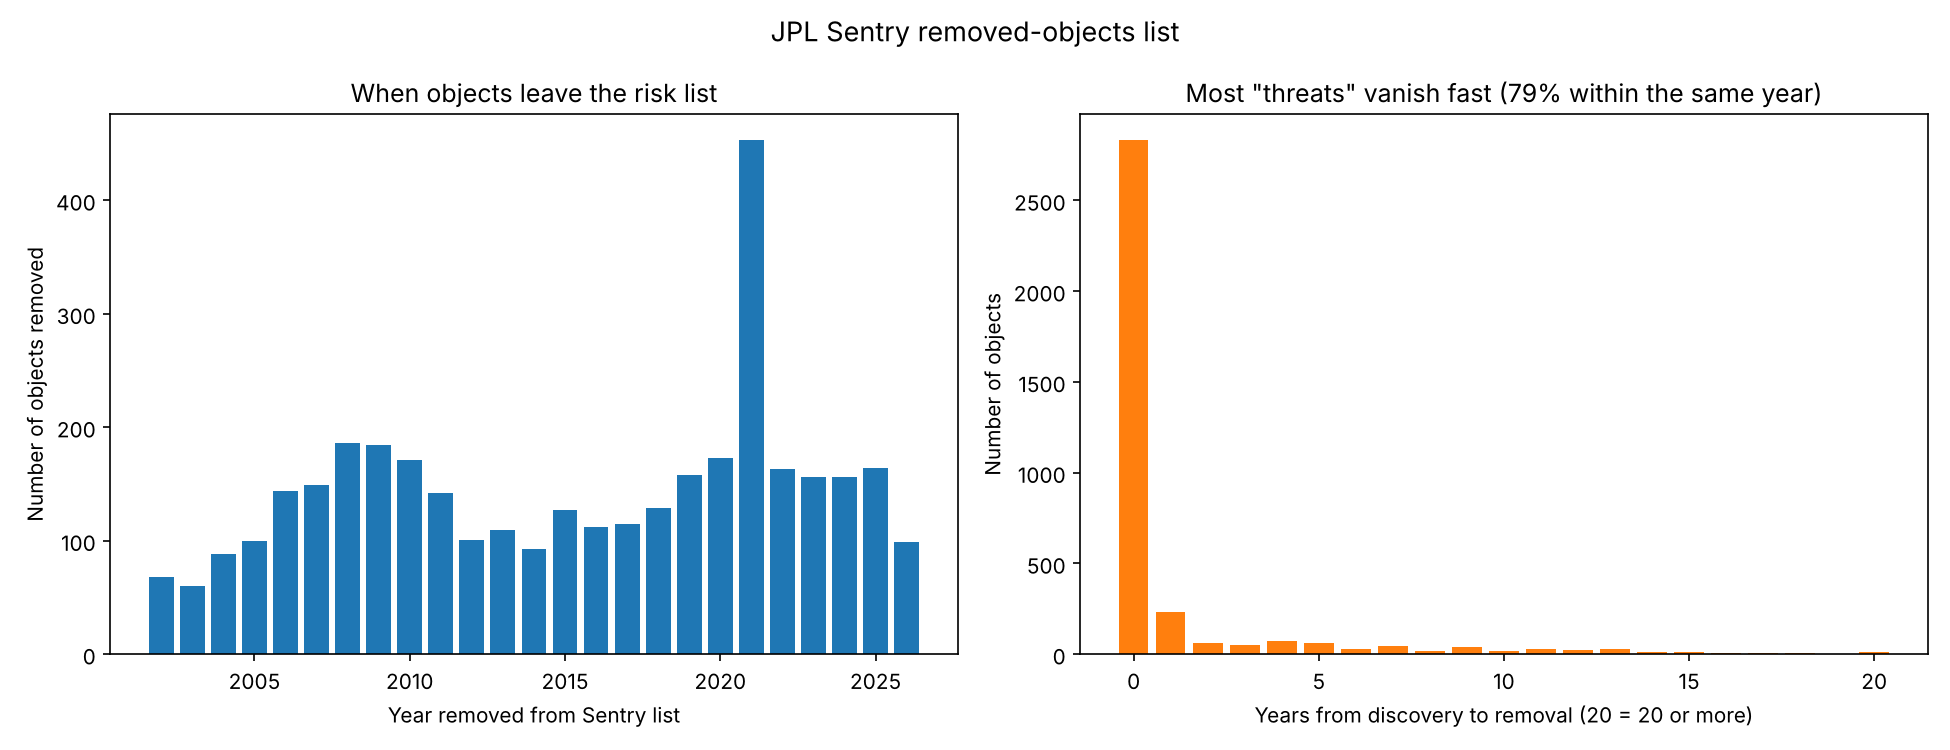 JPL Sentry removed-objects list
When objects leave the risk list
Number of objects removed
400
300
200
100
0
2005 2010 2015 2020 2025
Year removed from Sentry list
Most "threats" vanish fast (79% within the same year)
Number of objects
2500
2000
1500
1000
500
0
0 5 10 15 20
Years from discovery to removal (20 = 20 or more)